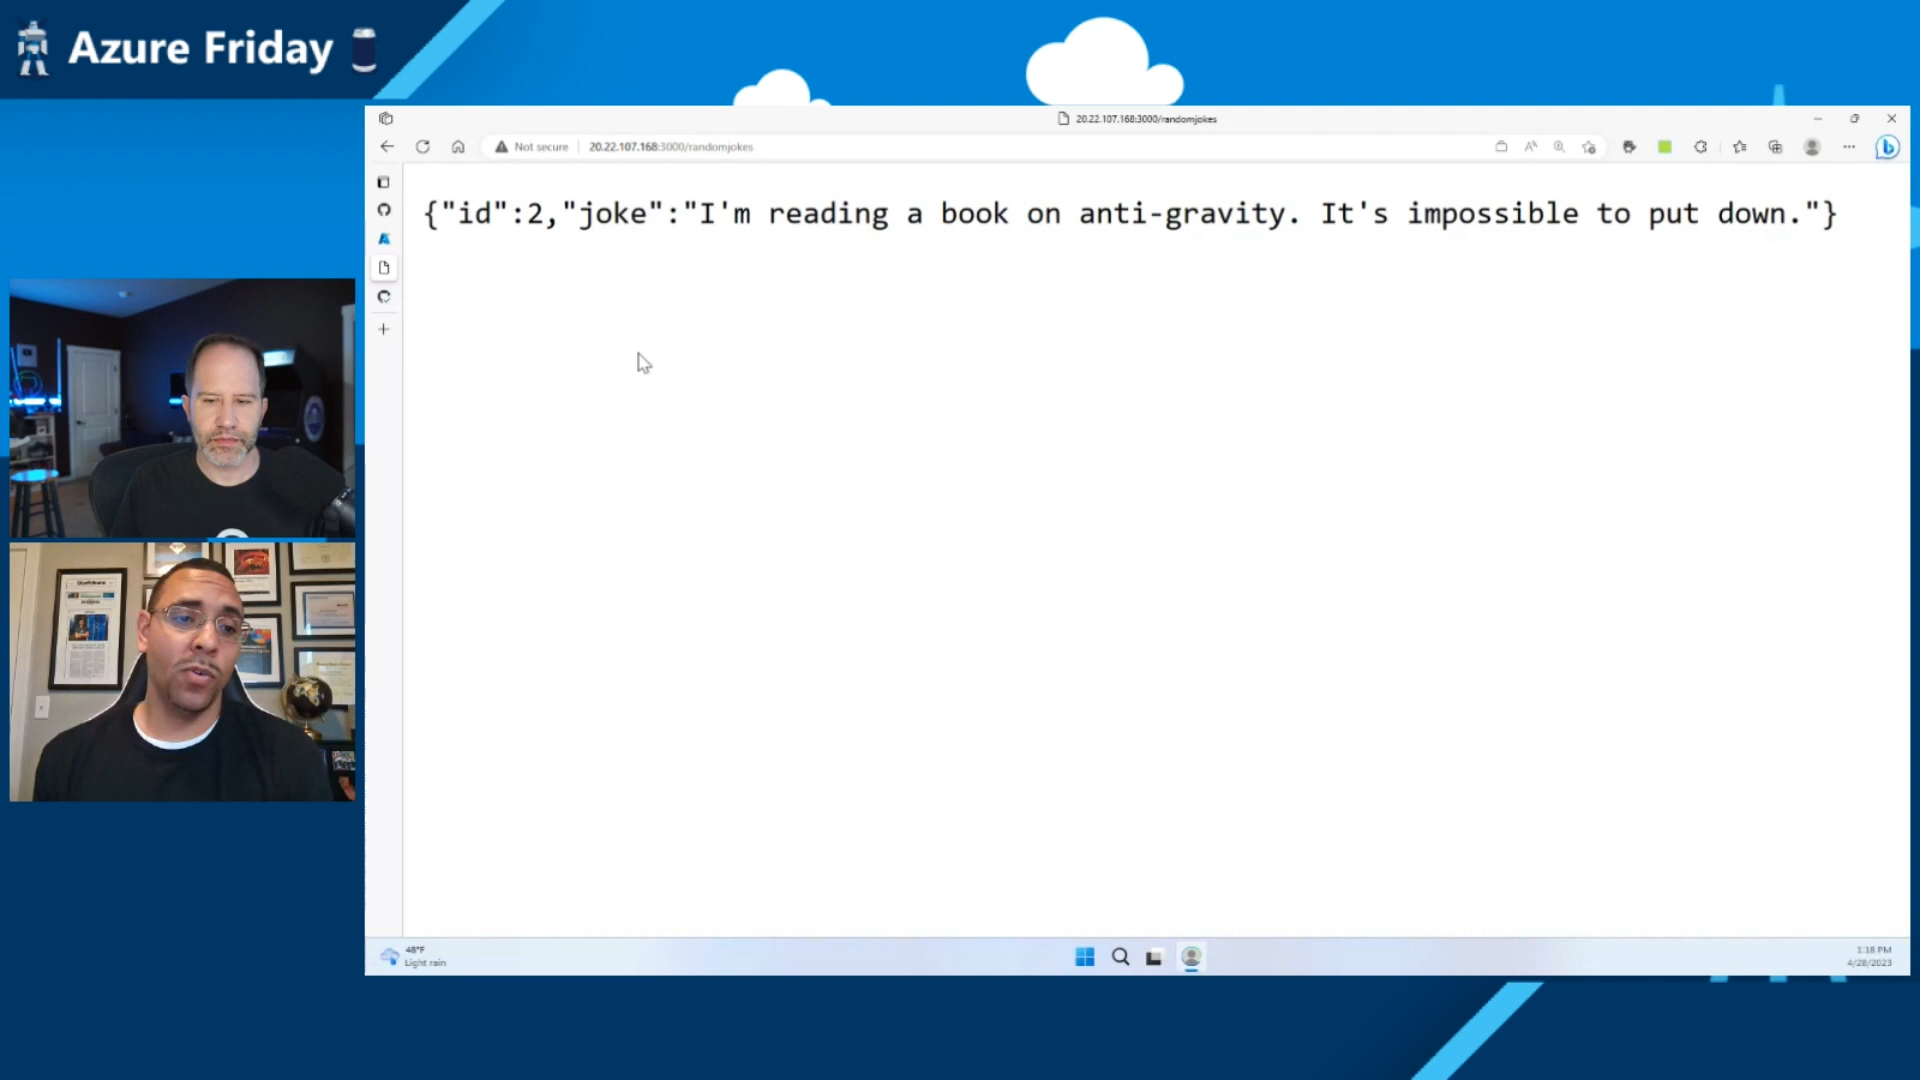 Azure Friday
20.22.107.168:3000/randomjokes
Not secure
20.22.107.168:3000/randomjokes
{"id":2,"joke":"I'm reading a book on anti-gravity. It's impossible to put down."}
48°F
Light rain
1:18 PM
4/28/2023